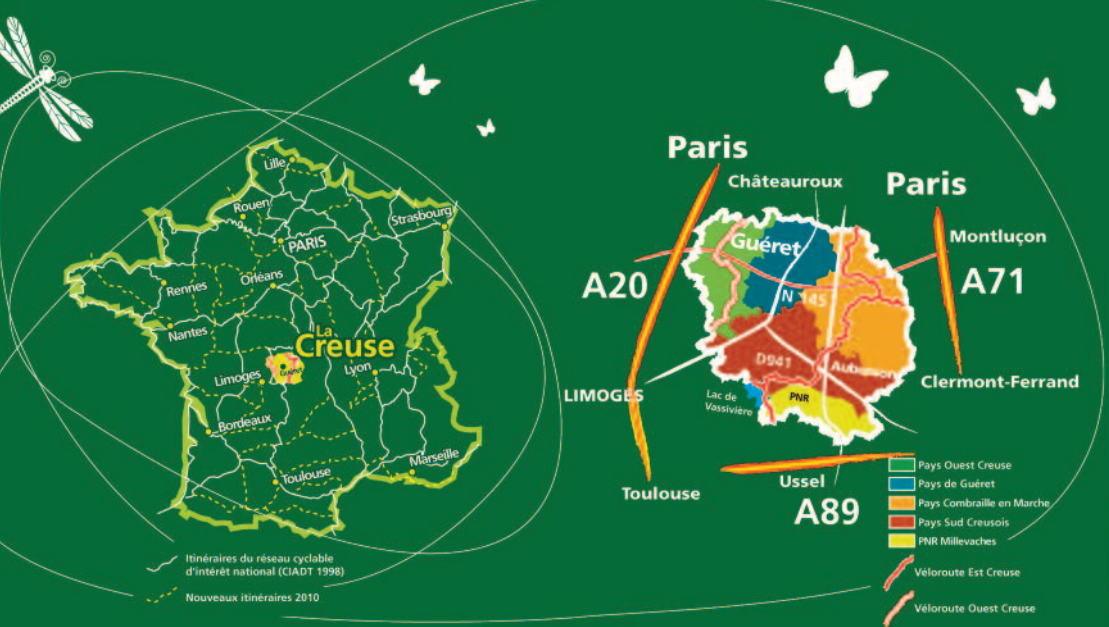 Lille
Rouen
Strasbourg
PARIS
Orléans
Rennes
Nantes
La
Creuse
Guéret
Limoges
Lyon
Bordeaux
Marseille
Toulouse
Itinéraires du réseau cyclable
d'intérêt national (CIADT 1998)
Nouveaux itinéraires 2010
Paris
Châteauroux
Paris
Guéret
Montluçon
A20
A71
N 145
D941
Aubusson
Clermont-Ferrand
LIMOGES
Lac de
Vassivière
PNR
Toulouse
Ussel
A89
Pays Ouest Creuse
Pays de Guéret
Pays Combraille en Marche
Pays Sud Creusois
PNR Millevaches
Véloroute Est Creuse
Véloroute Ouest Creuse